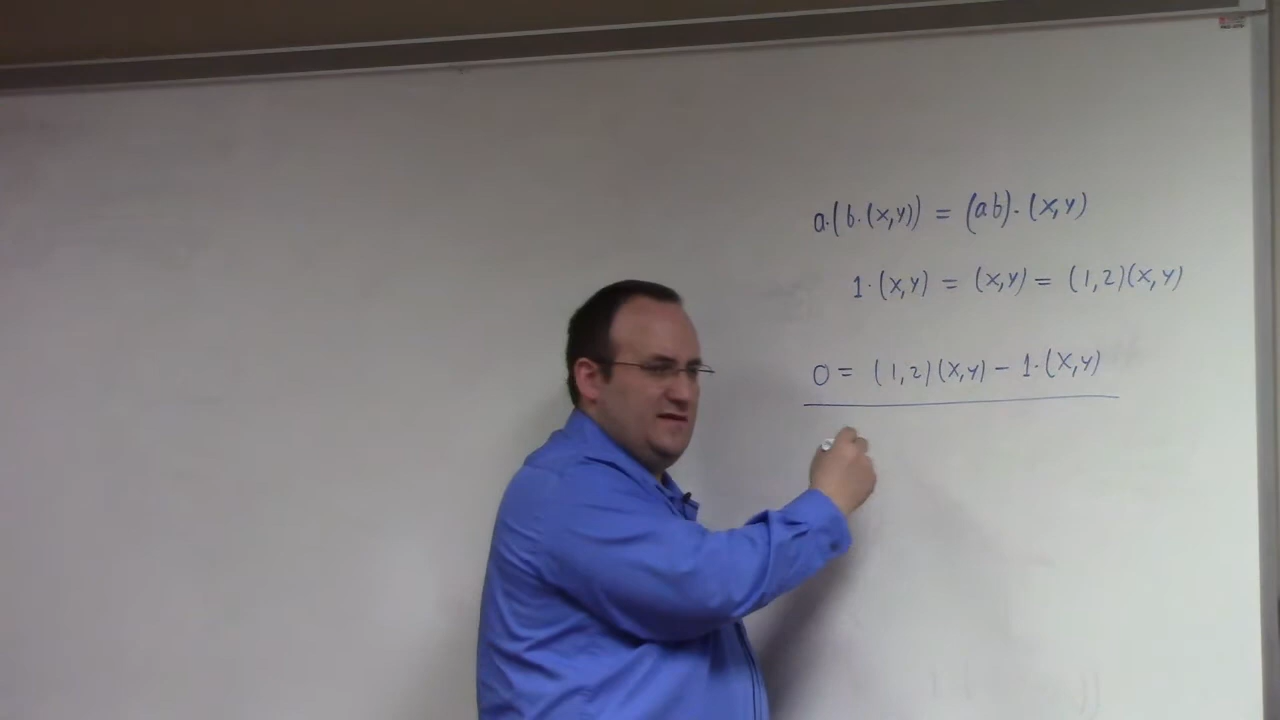 a·(b·(x,y)) = (ab)·(x,y)
1·(x,y) = (x,y) = (1,2)(x,y)
0 = (1,2)(x,y) - 1·(x,y)